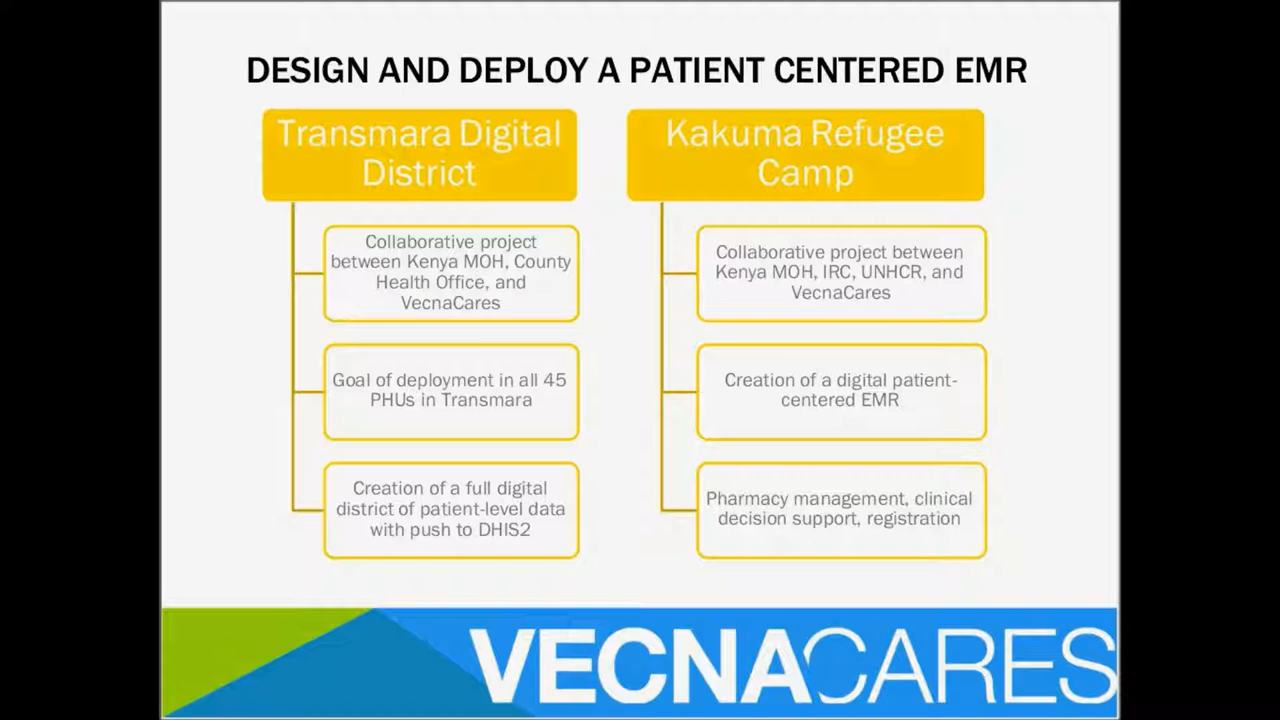 DESIGN AND DEPLOY A PATIENT CENTERED EMR
Transmara Digital
District
Collaborative project
between Kenya MOH, County
Health Office, and
VecnaCares
Goal of deployment in all 45
PHUs in Transmara
Creation of a full digital
district of patient-level data
with push to DHIS2
Kakuma Refugee
Camp
Collaborative project between
Kenya MOH, IRC, UNHCR, and
VecnaCares
Creation of a digital patient-
centered EMR
Pharmacy management, clinical
decision support, registration
VECNACARES